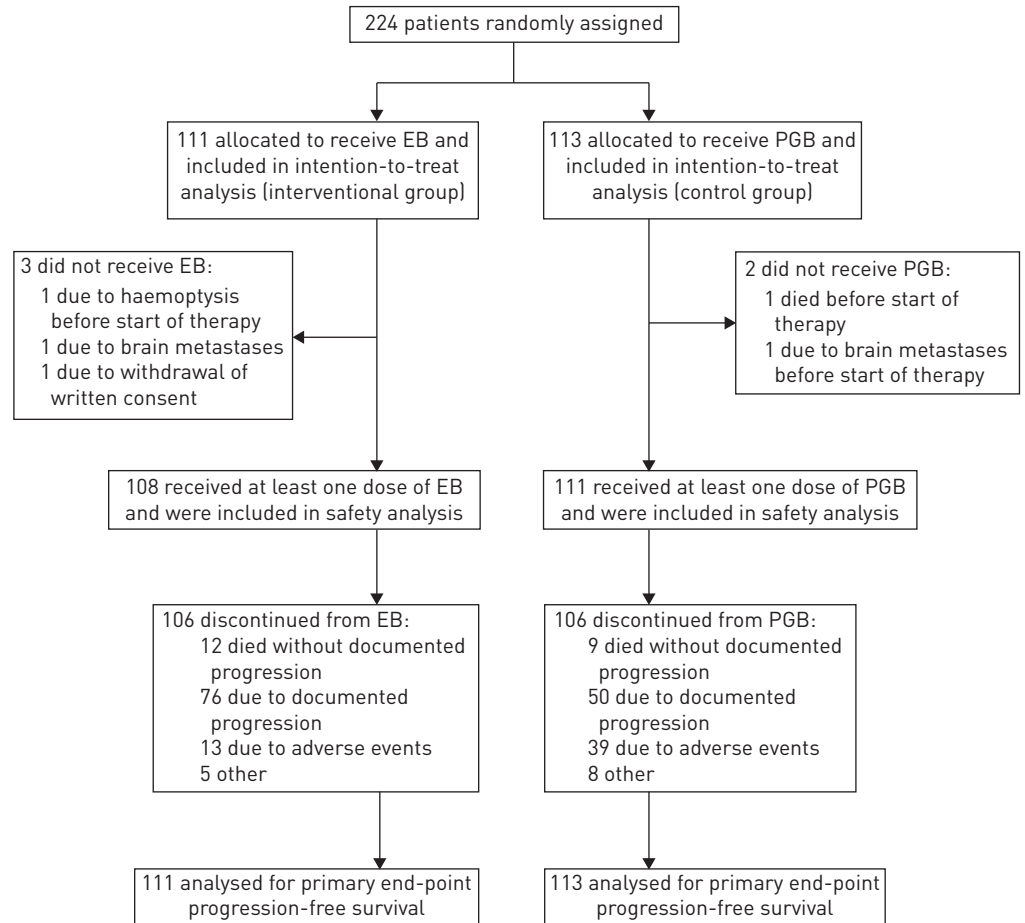 224 patients randomly assigned
111 allocated to receive EB and
included in intention-to-treat
analysis (interventional group)
113 allocated to receive PGB and
included in intention-to-treat
analysis (control group)
3 did not receive EB:
1 due to haemoptysis
before start of therapy
1 due to brain metastases
1 due to withdrawal of
written consent
2 did not receive PGB:
1 died before start of
therapy
1 due to brain metastases
before start of therapy
108 received at least one dose of EB
and were included in safety analysis
111 received at least one dose of PGB
and were included in safety analysis
106 discontinued from EB:
12 died without documented
progression
76 due to documented
progression
13 due to adverse events
5 other
106 discontinued from PGB:
9 died without documented
progression
50 due to documented
progression
39 due to adverse events
8 other
111 analysed for primary end-point
progression-free survival
113 analysed for primary end-point
progression-free survival